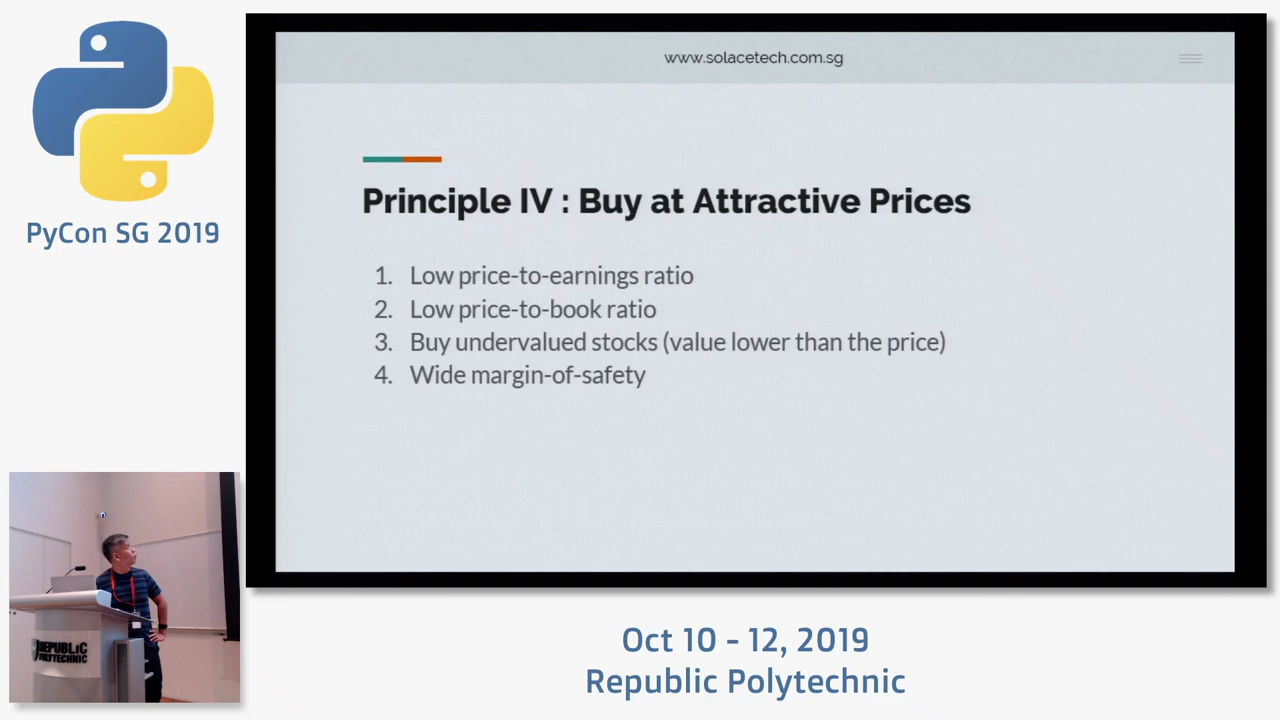 PyCon SG 2019
www.solacetech.com.sg
Principle IV : Buy at Attractive Prices
1. Low price-to-earnings ratio
2. Low price-to-book ratio
3. Buy undervalued stocks (value lower than the price)
4. Wide margin-of-safety
REPUBLIC
POLYTECHNIC
Oct 10 - 12, 2019
Republic Polytechnic